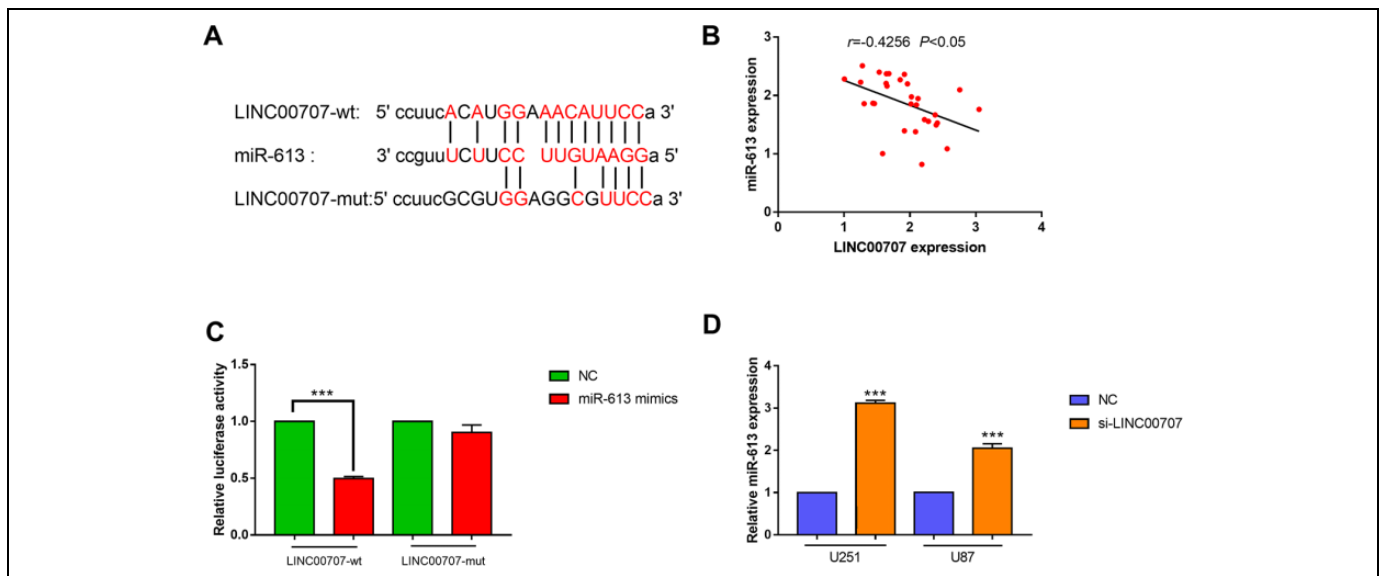 A
LINC00707-wt: 5' ccuucACAUGGAAACAUUCCa 3'
miR-613 : 3' ccguuUCUUCC UUGUAAGGa 5'
LINC00707-mut:5' ccuucGCGUGGAGGCGUUCCa 3'
B
r=-0.4256 P<0.05
miR-613 expression
3
2
1
0
0 1 2 3 4
LINC00707 expression
C
Relative luciferase activity
1.5
1.0
0.5
0.0
***
NC
miR-613 mimics
LINC00707-wt LINC00707-mut
D
Relative miR-613 expression
4
3
2
1
0
***
***
NC
si-LINC00707
U251 U87